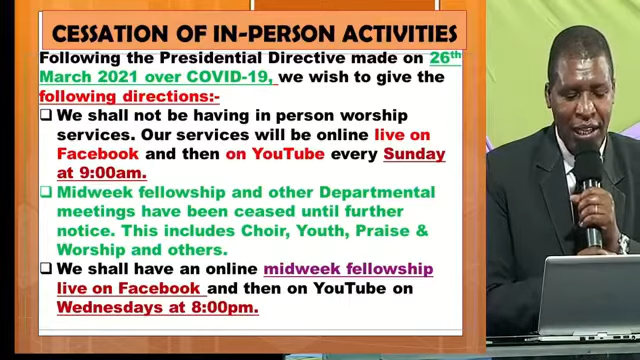 CESSATION OF IN-PERSON ACTIVITIES
Following the Presidential Directive made on 26th
March 2021 over COVID-19, we wish to give the
following directions:-
We shall not be having in person worship
services. Our services will be online live on
Facebook and then on YouTube every Sunday
at 9:00am.
Midweek fellowship and other Departmental
meetings have been ceased until further
notice. This includes Choir, Youth, Praise &
Worship and others.
We shall have an online midweek fellowship
live on Facebook and then on YouTube on
Wednesdays at 8:00pm.